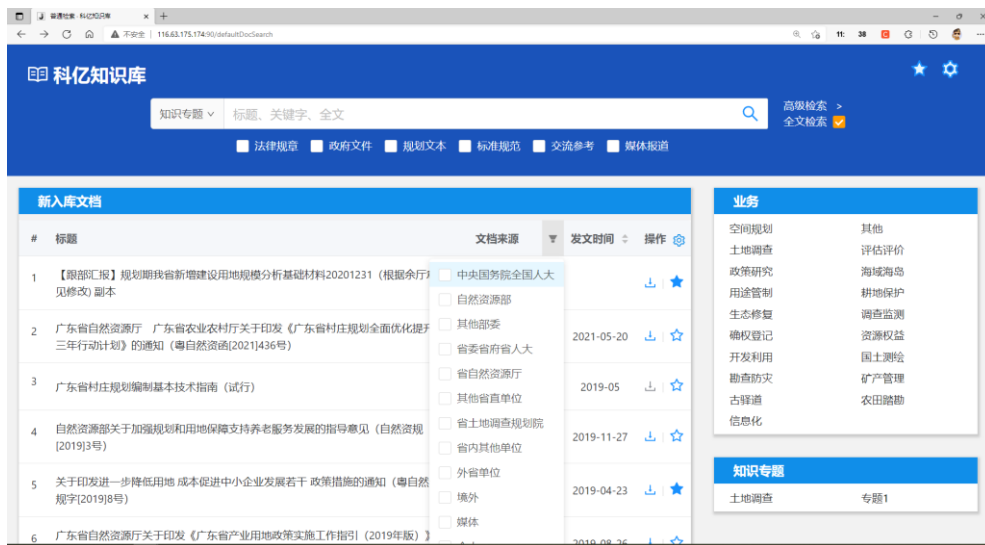 普通检索 - 科亿知识库
不安全 | 116.63.175.174:90/defaultDocSearch
11: 38
科亿知识库
知识专题 标题、关键字、全文
高级检索 >
全文检索
法律规章 政府文件 规划文本 标准规范 交流参考 媒体报道
新入库文档
# 标题 文档来源 发文时间 操作
1 【跟部汇报】规划期我省新增建设用地规模分析基础材料20201231（根据余厅
见修改) 副本
2 广东省自然资源厅 广东省农业农村厅关于印发《广东省村庄规划全面优化提升
三年行动计划》的通知（粤自然资函[2021]436号） 2021-05-20
3 广东省村庄规划编制基本技术指南（试行） 2019-05
4 自然资源部关于加强规划和用地保障支持养老服务发展的指导意见（自然资规
[2019]3号） 2019-11-27
5 关于印发进一步降低用地 成本促进中小企业发展若干 政策措施的通知（粤自然
规字[2019]8号） 2019-04-23
6 广东省自然资源厅关于印发《广东省产业用地政策实施工作指引（2019年版）》 2019-08-26
中央国务院全国人大
自然资源部
其他部委
省委省府省人大
省自然资源厅
其他省直单位
省土地调查规划院
省内其他单位
外省单位
境外
媒体
业务
空间规划 其他
土地调查 评估评价
政策研究 海域海岛
用途管制 耕地保护
生态修复 调查监测
确权登记 资源权益
开发利用 国土测绘
勘查防灾 矿产管理
古驿道 农田踏勘
信息化
知识专题
土地调查 专题1